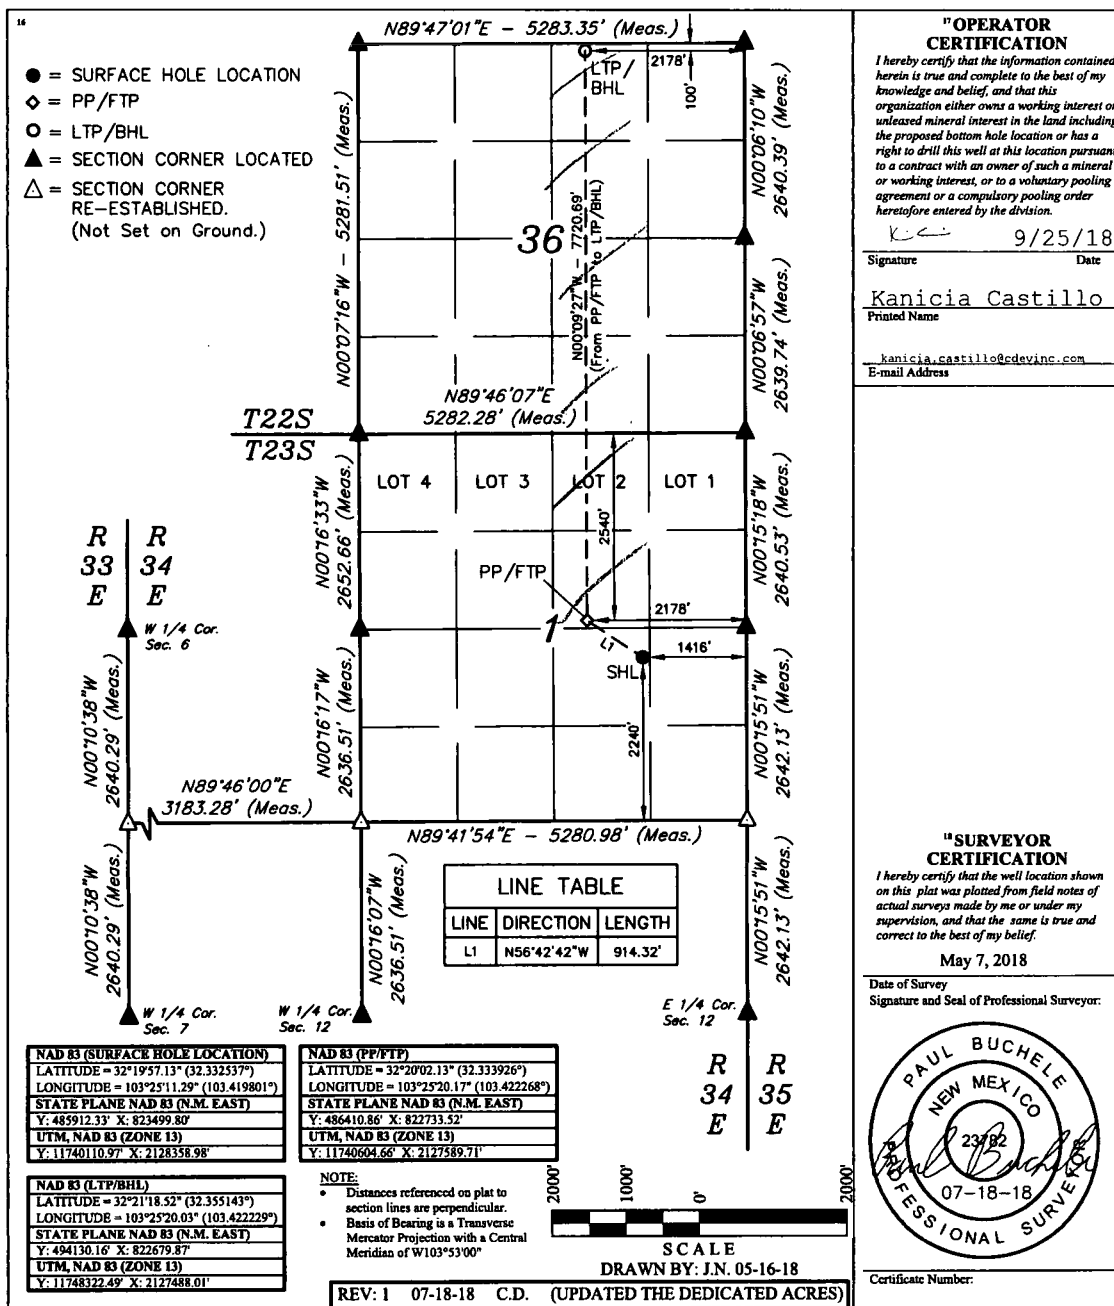 16
● = SURFACE HOLE LOCATION
◇ = PP/FTP
○ = LTP/BHL
▲ = SECTION CORNER LOCATED
△ = SECTION CORNER
RE-ESTABLISHED.
(Not Set on Ground.)
N89°47'01"E - 5283.35' (Meas.)
LTP/
BHL
2178'
100'
N00°07'16"W - 5281.51' (Meas.)
N00°06'10"W
2640.39' (Meas.)
36
N00°09'27"W - 7720.69'
(From PP/FTP to LTP/BHL)
N00°06'57"W
2639.74' (Meas.)
N89°46'07"E
5282.28' (Meas.)
T22S
T23S
LOT 4
LOT 3
LOT 2
LOT 1
N00°16'33"W
2652.66' (Meas.)
2540'
N00°15'18"W
2640.53' (Meas.)
R R
33 34
E E
PP/FTP
2178'
1
L1
1416'
SHL
W 1/4 Cor.
Sec. 6
N00°10'38"W
2640.29' (Meas.)
N00°16'17"W
2636.51' (Meas.)
2240'
N00°15'51"W
2642.13' (Meas.)
N89°46'00"E
3183.28' (Meas.)
N89°41'54"E - 5280.98' (Meas.)
N00°10'38"W
2640.29' (Meas.)
N00°16'07"W
2636.51' (Meas.)
N00°15'51"W
2642.13' (Meas.)
LINE TABLE
LINE DIRECTION LENGTH
L1 N56°42'42"W 914.32'
W 1/4 Cor.
Sec. 7
W 1/4 Cor.
Sec. 12
E 1/4 Cor.
Sec. 12
R R
34 35
E E
NAD 83 (SURFACE HOLE LOCATION)
LATITUDE = 32°19'57.13" (32.332537°)
LONGITUDE = 103°25'11.29" (103.419801°)
STATE PLANE NAD 83 (N.M. EAST)
Y: 485912.33' X: 823499.80'
UTM, NAD 83 (ZONE 13)
Y: 11740110.97' X: 2128358.98'
NAD 83 (PP/FTP)
LATITUDE = 32°20'02.13" (32.333926°)
LONGITUDE = 103°25'20.17" (103.422268°)
STATE PLANE NAD 83 (N.M. EAST)
Y: 486410.86' X: 822733.52'
UTM, NAD 83 (ZONE 13)
Y: 11740604.66' X: 2127589.71'
NAD 83 (LTP/BHL)
LATITUDE = 32°21'18.52" (32.355143°)
LONGITUDE = 103°25'20.03" (103.422229°)
STATE PLANE NAD 83 (N.M. EAST)
Y: 494130.16' X: 822679.87'
UTM, NAD 83 (ZONE 13)
Y: 11748322.49' X: 2127488.01'
NOTE:
• Distances referenced on plat to
section lines are perpendicular.
• Basis of Bearing is a Transverse
Mercator Projection with a Central
Meridian of W103°53'00"
2000'
1000'
0'
2000'
SCALE
DRAWN BY: J.N. 05-16-18
REV: 1 07-18-18 C.D. (UPDATED THE DEDICATED ACRES)
17 OPERATOR
CERTIFICATION
I hereby certify that the information contained
herein is true and complete to the best of my
knowledge and belief, and that this
organization either owns a working interest or
unleased mineral interest in the land including
the proposed bottom hole location or has a
right to drill this well at this location pursuant
to a contract with an owner of such a mineral
or working interest, or to a voluntary pooling
agreement or a compulsory pooling order
heretofore entered by the division.
9/25/18
Signature Date
Kanicia Castillo
Printed Name
kanicia.castillo@cdevinc.com
E-mail Address
18 SURVEYOR
CERTIFICATION
I hereby certify that the well location shown
on this plat was plotted from field notes of
actual surveys made by me or under my
supervision, and that the same is true and
correct to the best of my belief.
May 7, 2018
Date of Survey
Signature and Seal of Professional Surveyor:
PAUL BUCHELE
NEW MEXICO
23782
Paul Buchele
07-18-18
PROFESSIONAL SURVEYOR
Certificate Number: